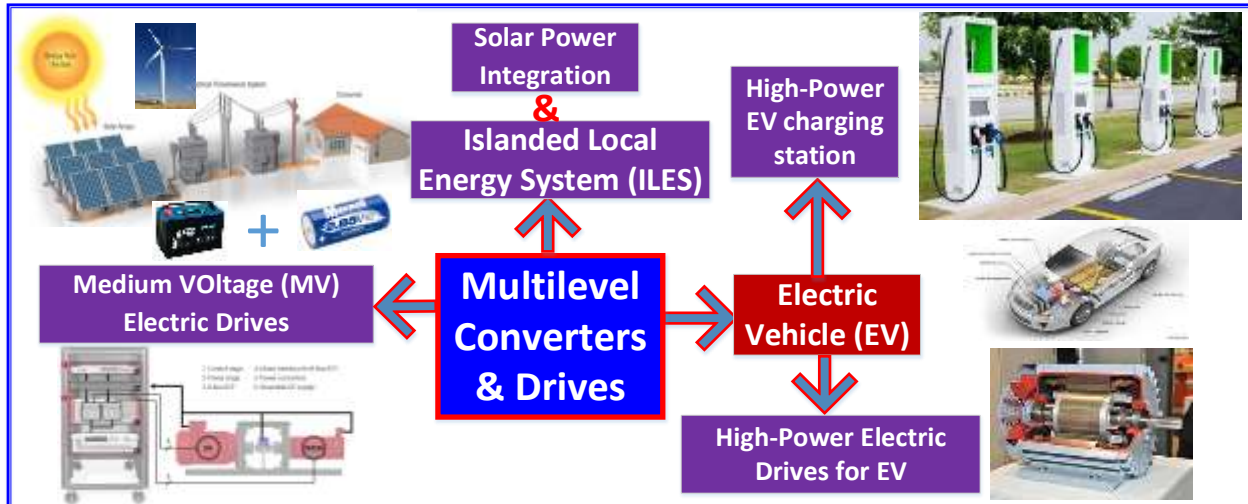 Solar Power
Integration
&
Islanded Local
Energy System (ILES)
High-Power
EV charging
station
Medium VOltage (MV)
Electric Drives
Multilevel
Converters
& Drives
Electric
Vehicle (EV)
High-Power Electric
Drives for EV